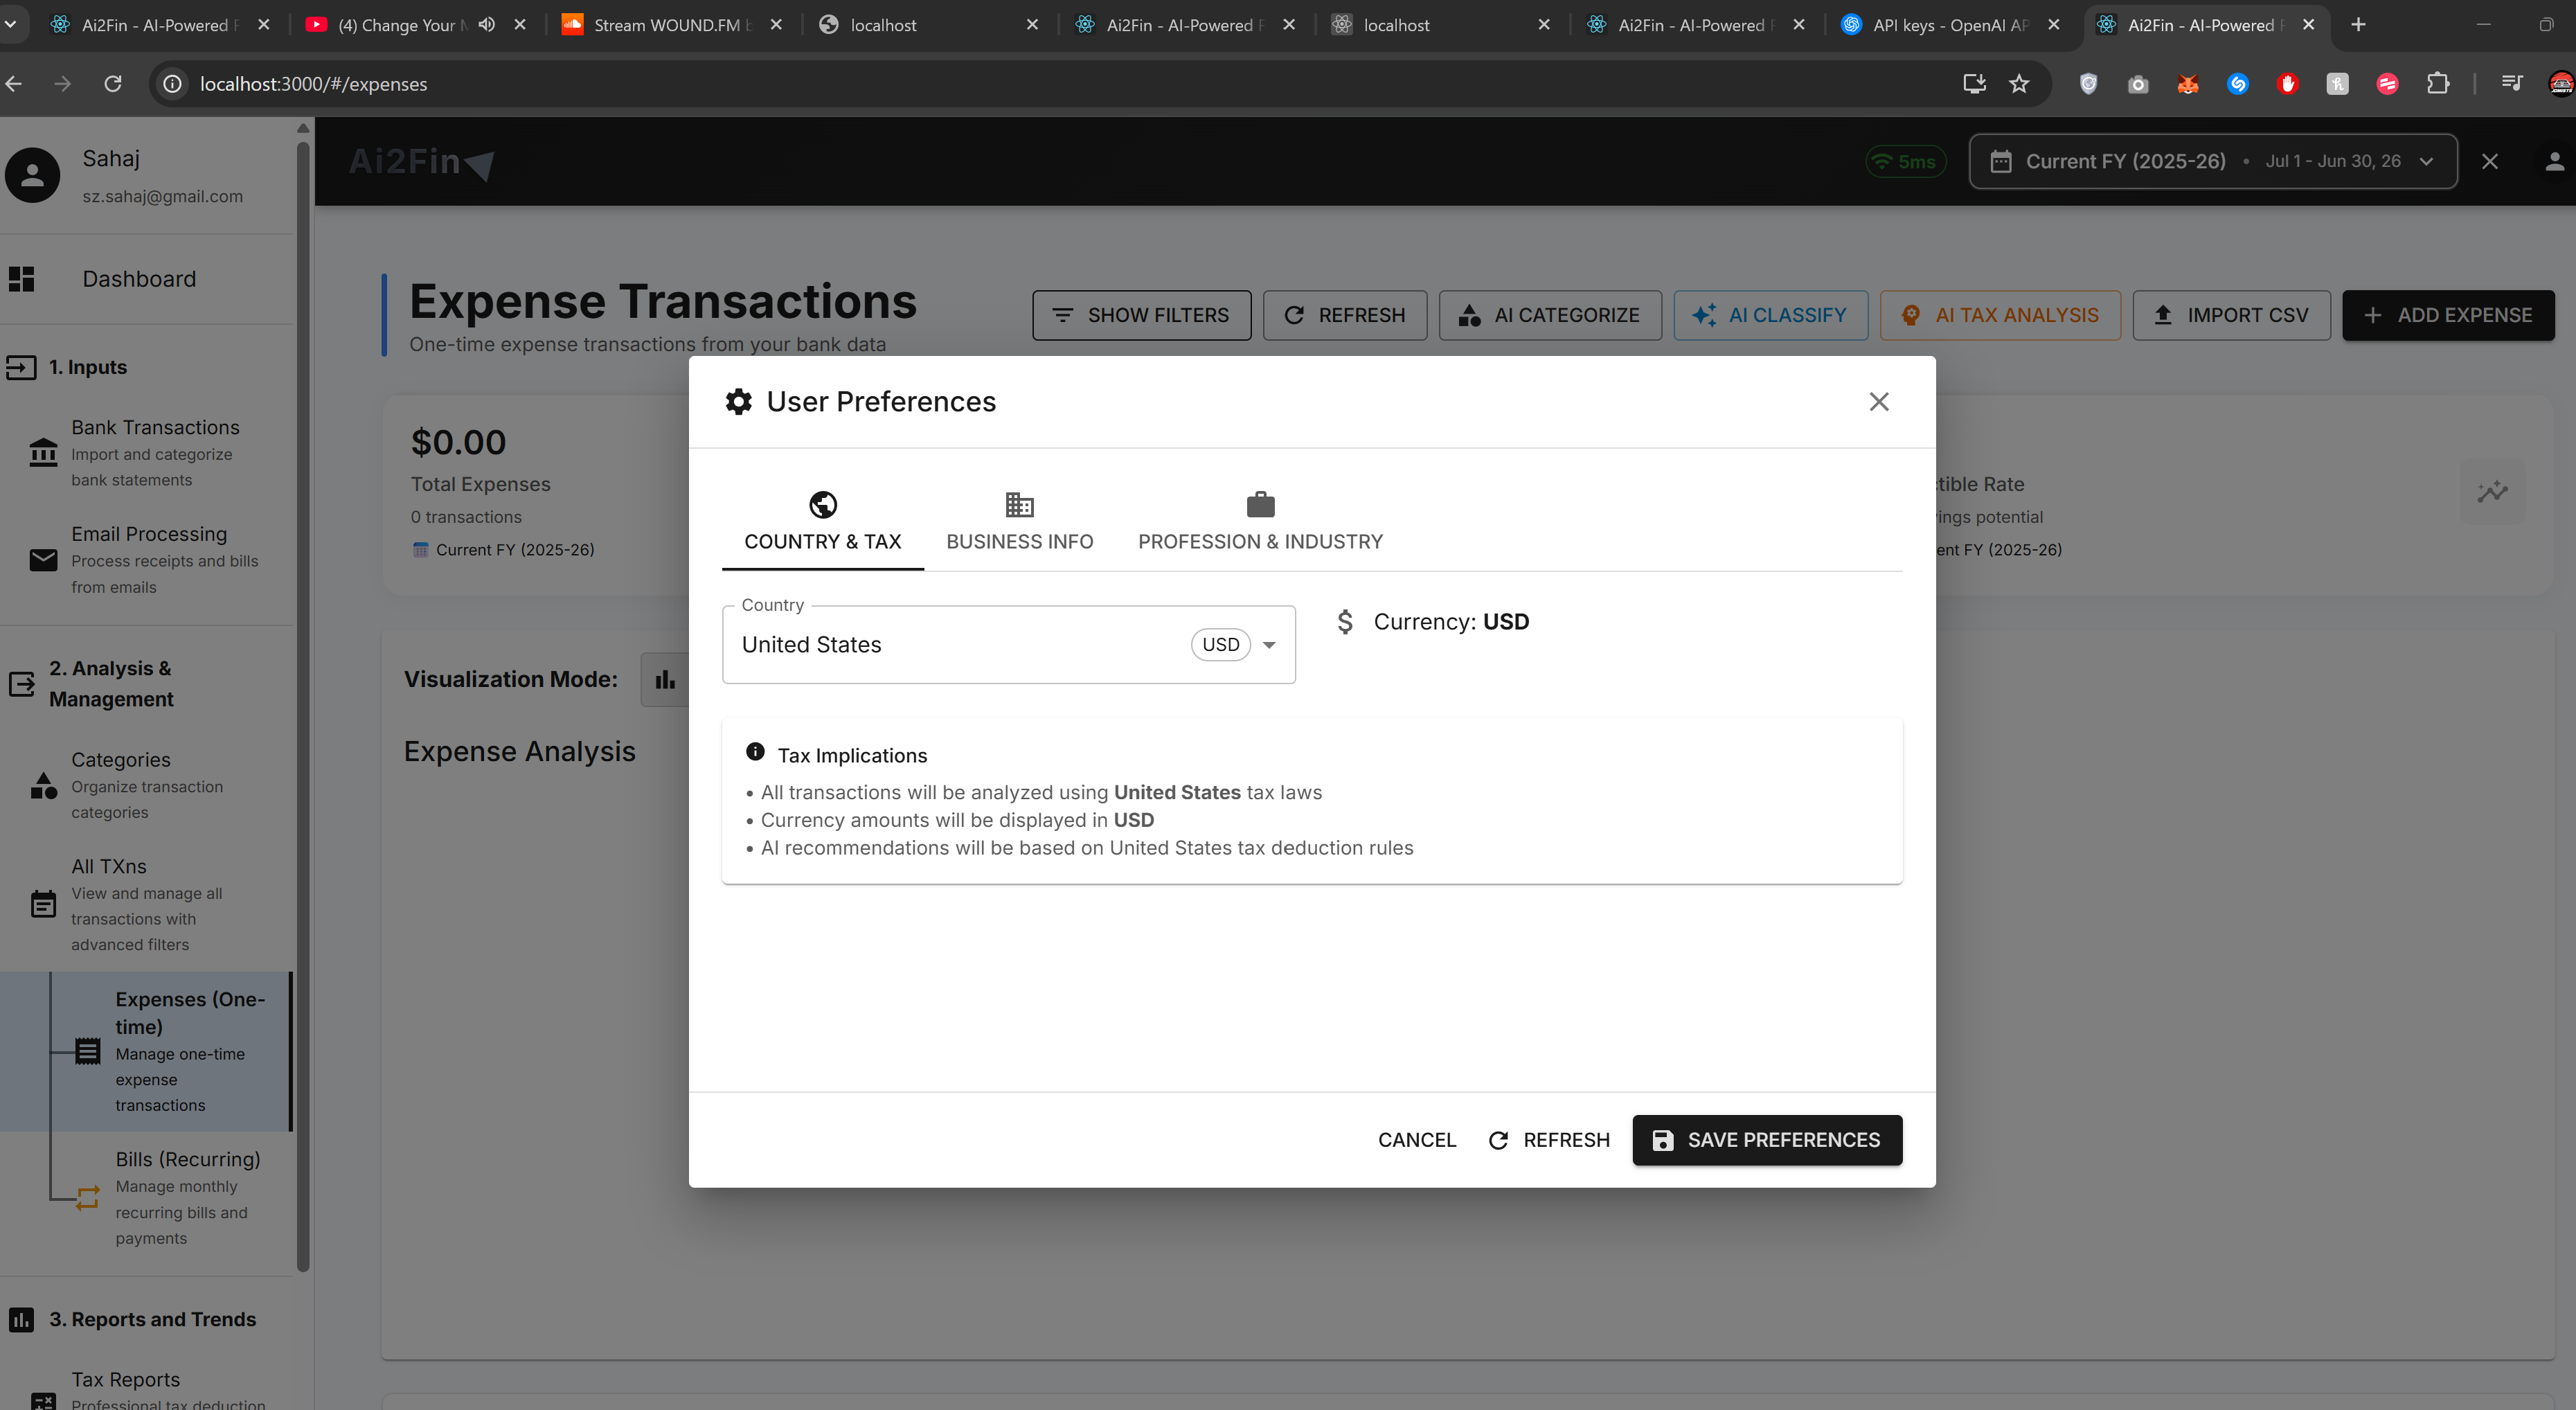 Ai2Fin - AI-Powered F
(4) Change Your M
Stream WOUND.FM b
localhost
Ai2Fin - AI-Powered F
localhost
Ai2Fin - AI-Powered F
API keys - OpenAI AP
Ai2Fin - AI-Powered F
localhost:3000/#/expenses
Sahaj
sz.sahaj@gmail.com
Dashboard
1. Inputs
Bank Transactions
Import and categorize
bank statements
Email Processing
Process receipts and bills
from emails
2. Analysis &
Management
Categories
Organize transaction
categories
All TXns
View and manage all
transactions with
advanced filters
Expenses (One-
time)
Manage one-time
expense
transactions
Bills (Recurring)
Manage monthly
recurring bills and
payments
3. Reports and Trends
Tax Reports
Professional tax deduction
Ai2Fin
5ms
Current FY (2025-26) • Jul 1 - Jun 30, 26
Expense Transactions
One-time expense transactions from your bank data
SHOW FILTERS
REFRESH
AI CATEGORIZE
AI CLASSIFY
AI TAX ANALYSIS
IMPORT CSV
ADD EXPENSE
$0.00
Total Expenses
0 transactions
Current FY (2025-26)
tible Rate
ings potential
ent FY (2025-26)
Visualization Mode:
Expense Analysis
User Preferences
COUNTRY & TAX
BUSINESS INFO
PROFESSION & INDUSTRY
Country
United States
USD
Currency: USD
Tax Implications
• All transactions will be analyzed using United States tax laws
• Currency amounts will be displayed in USD
• AI recommendations will be based on United States tax deduction rules
CANCEL
REFRESH
SAVE PREFERENCES